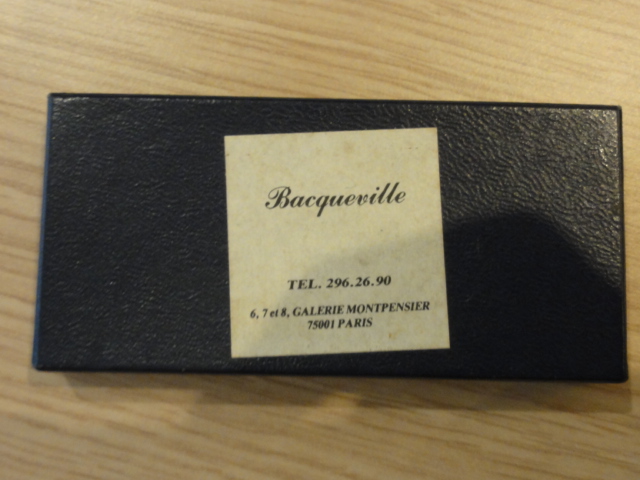 Bacqueville
TEL. 296.26.90
6, 7 et 8, GALERIE MONTPENSIER
75001 PARIS